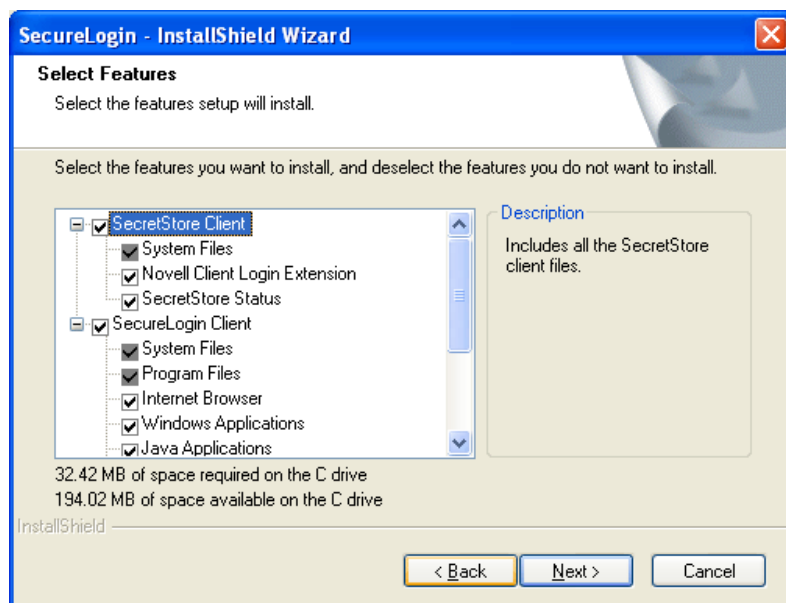 SecureLogin - InstallShield Wizard
Select Features
Select the features setup will install.
Select the features you want to install, and deselect the features you do not want to install.
SecretStore Client
System Files
Novell Client Login Extension
SecretStore Status
SecureLogin Client
System Files
Program Files
Internet Browser
Windows Applications
Java Applications
Description
Includes all the SecretStore
client files.
32.42 MB of space required on the C drive
194.02 MB of space available on the C drive
InstallShield
< Back
Next >
Cancel